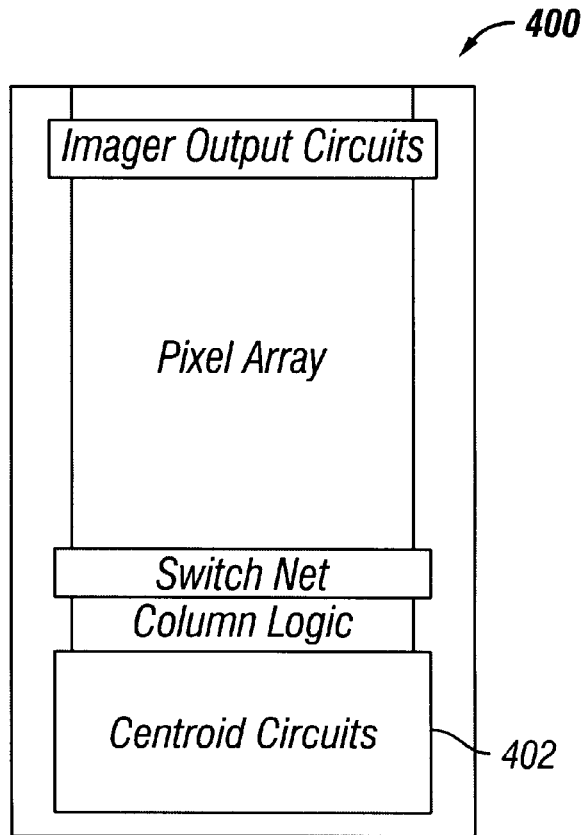 400
Imager Output Circuits
Pixel Array
Switch Net
Column Logic
Centroid Circuits
402